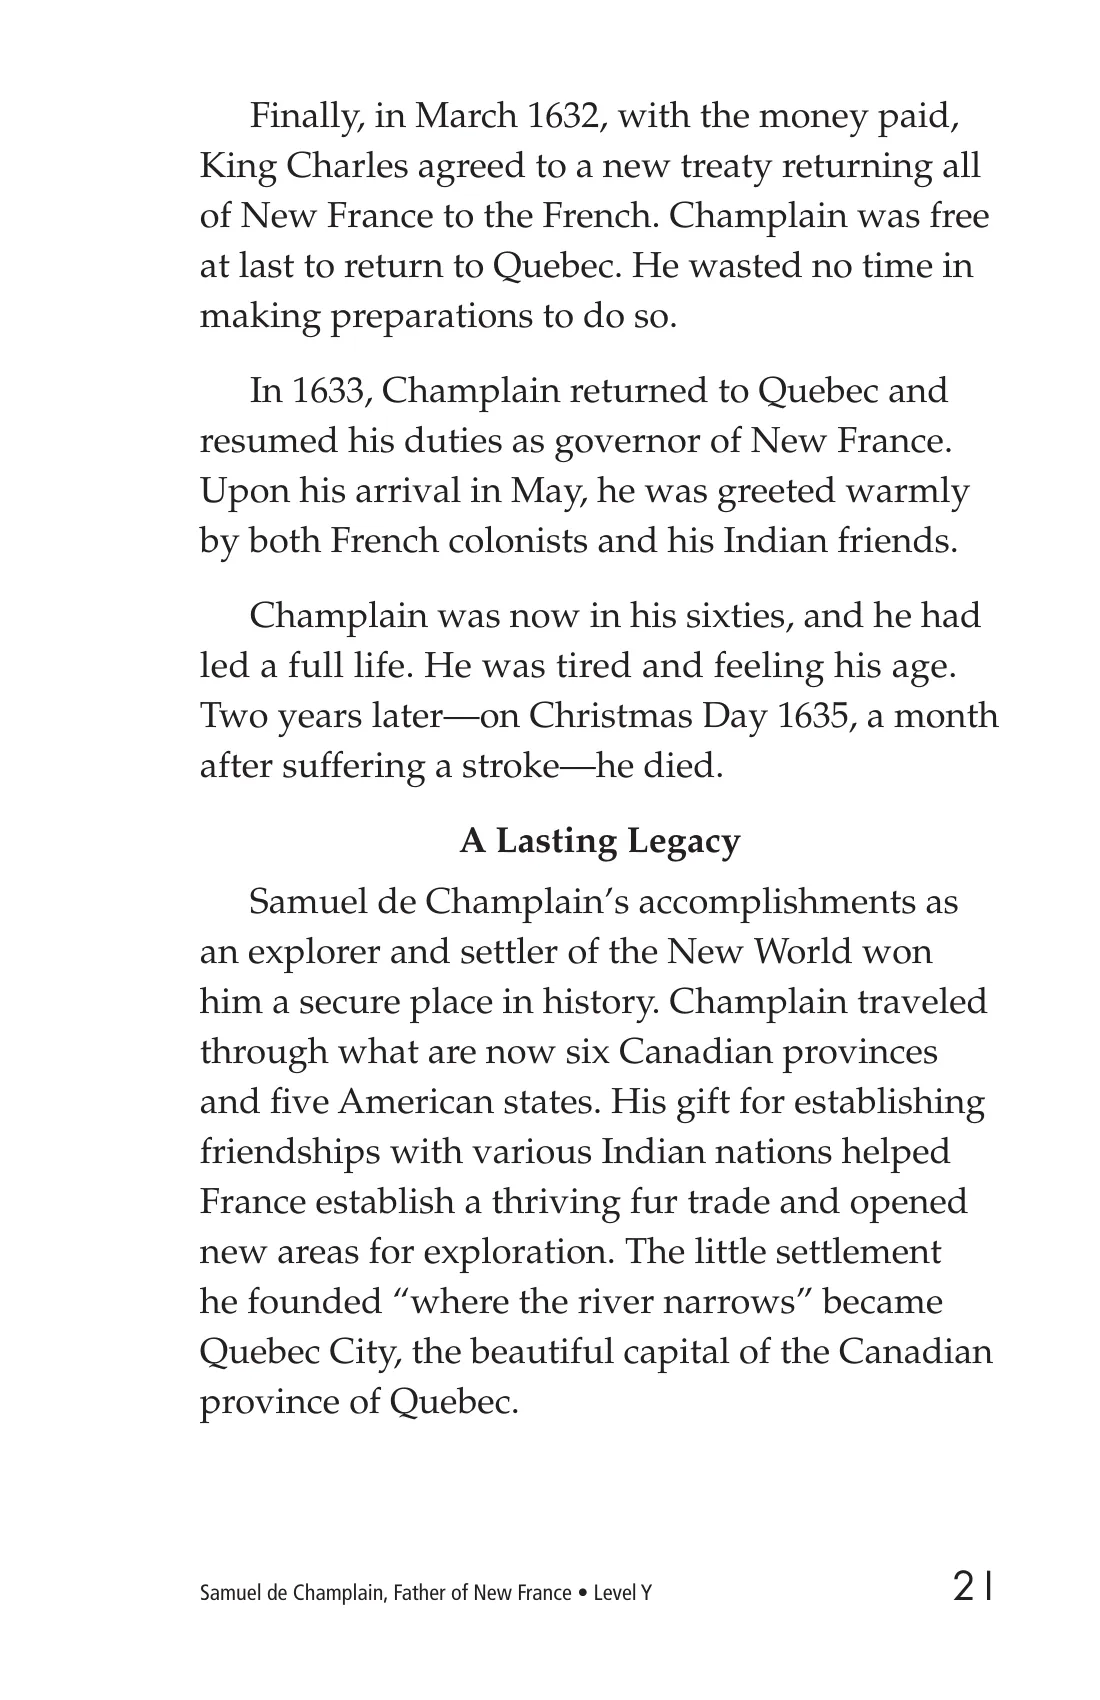 Finally, in March 1632, with the money paid,
King Charles agreed to a new treaty returning all
of New France to the French. Champlain was free
at last to return to Quebec. He wasted no time in
making preparations to do so.
In 1633, Champlain returned to Quebec and
resumed his duties as governor of New France.
Upon his arrival in May, he was greeted warmly
by both French colonists and his Indian friends.
Champlain was now in his sixties, and he had
led a full life. He was tired and feeling his age.
Two years later—on Christmas Day 1635, a month
after suffering a stroke—he died.
A Lasting Legacy
Samuel de Champlain’s accomplishments as
an explorer and settler of the New World won
him a secure place in history. Champlain traveled
through what are now six Canadian provinces
and five American states. His gift for establishing
friendships with various Indian nations helped
France establish a thriving fur trade and opened
new areas for exploration. The little settlement
he founded “where the river narrows” became
Quebec City, the beautiful capital of the Canadian
province of Quebec.
Samuel de Champlain, Father of New France • Level Y 21